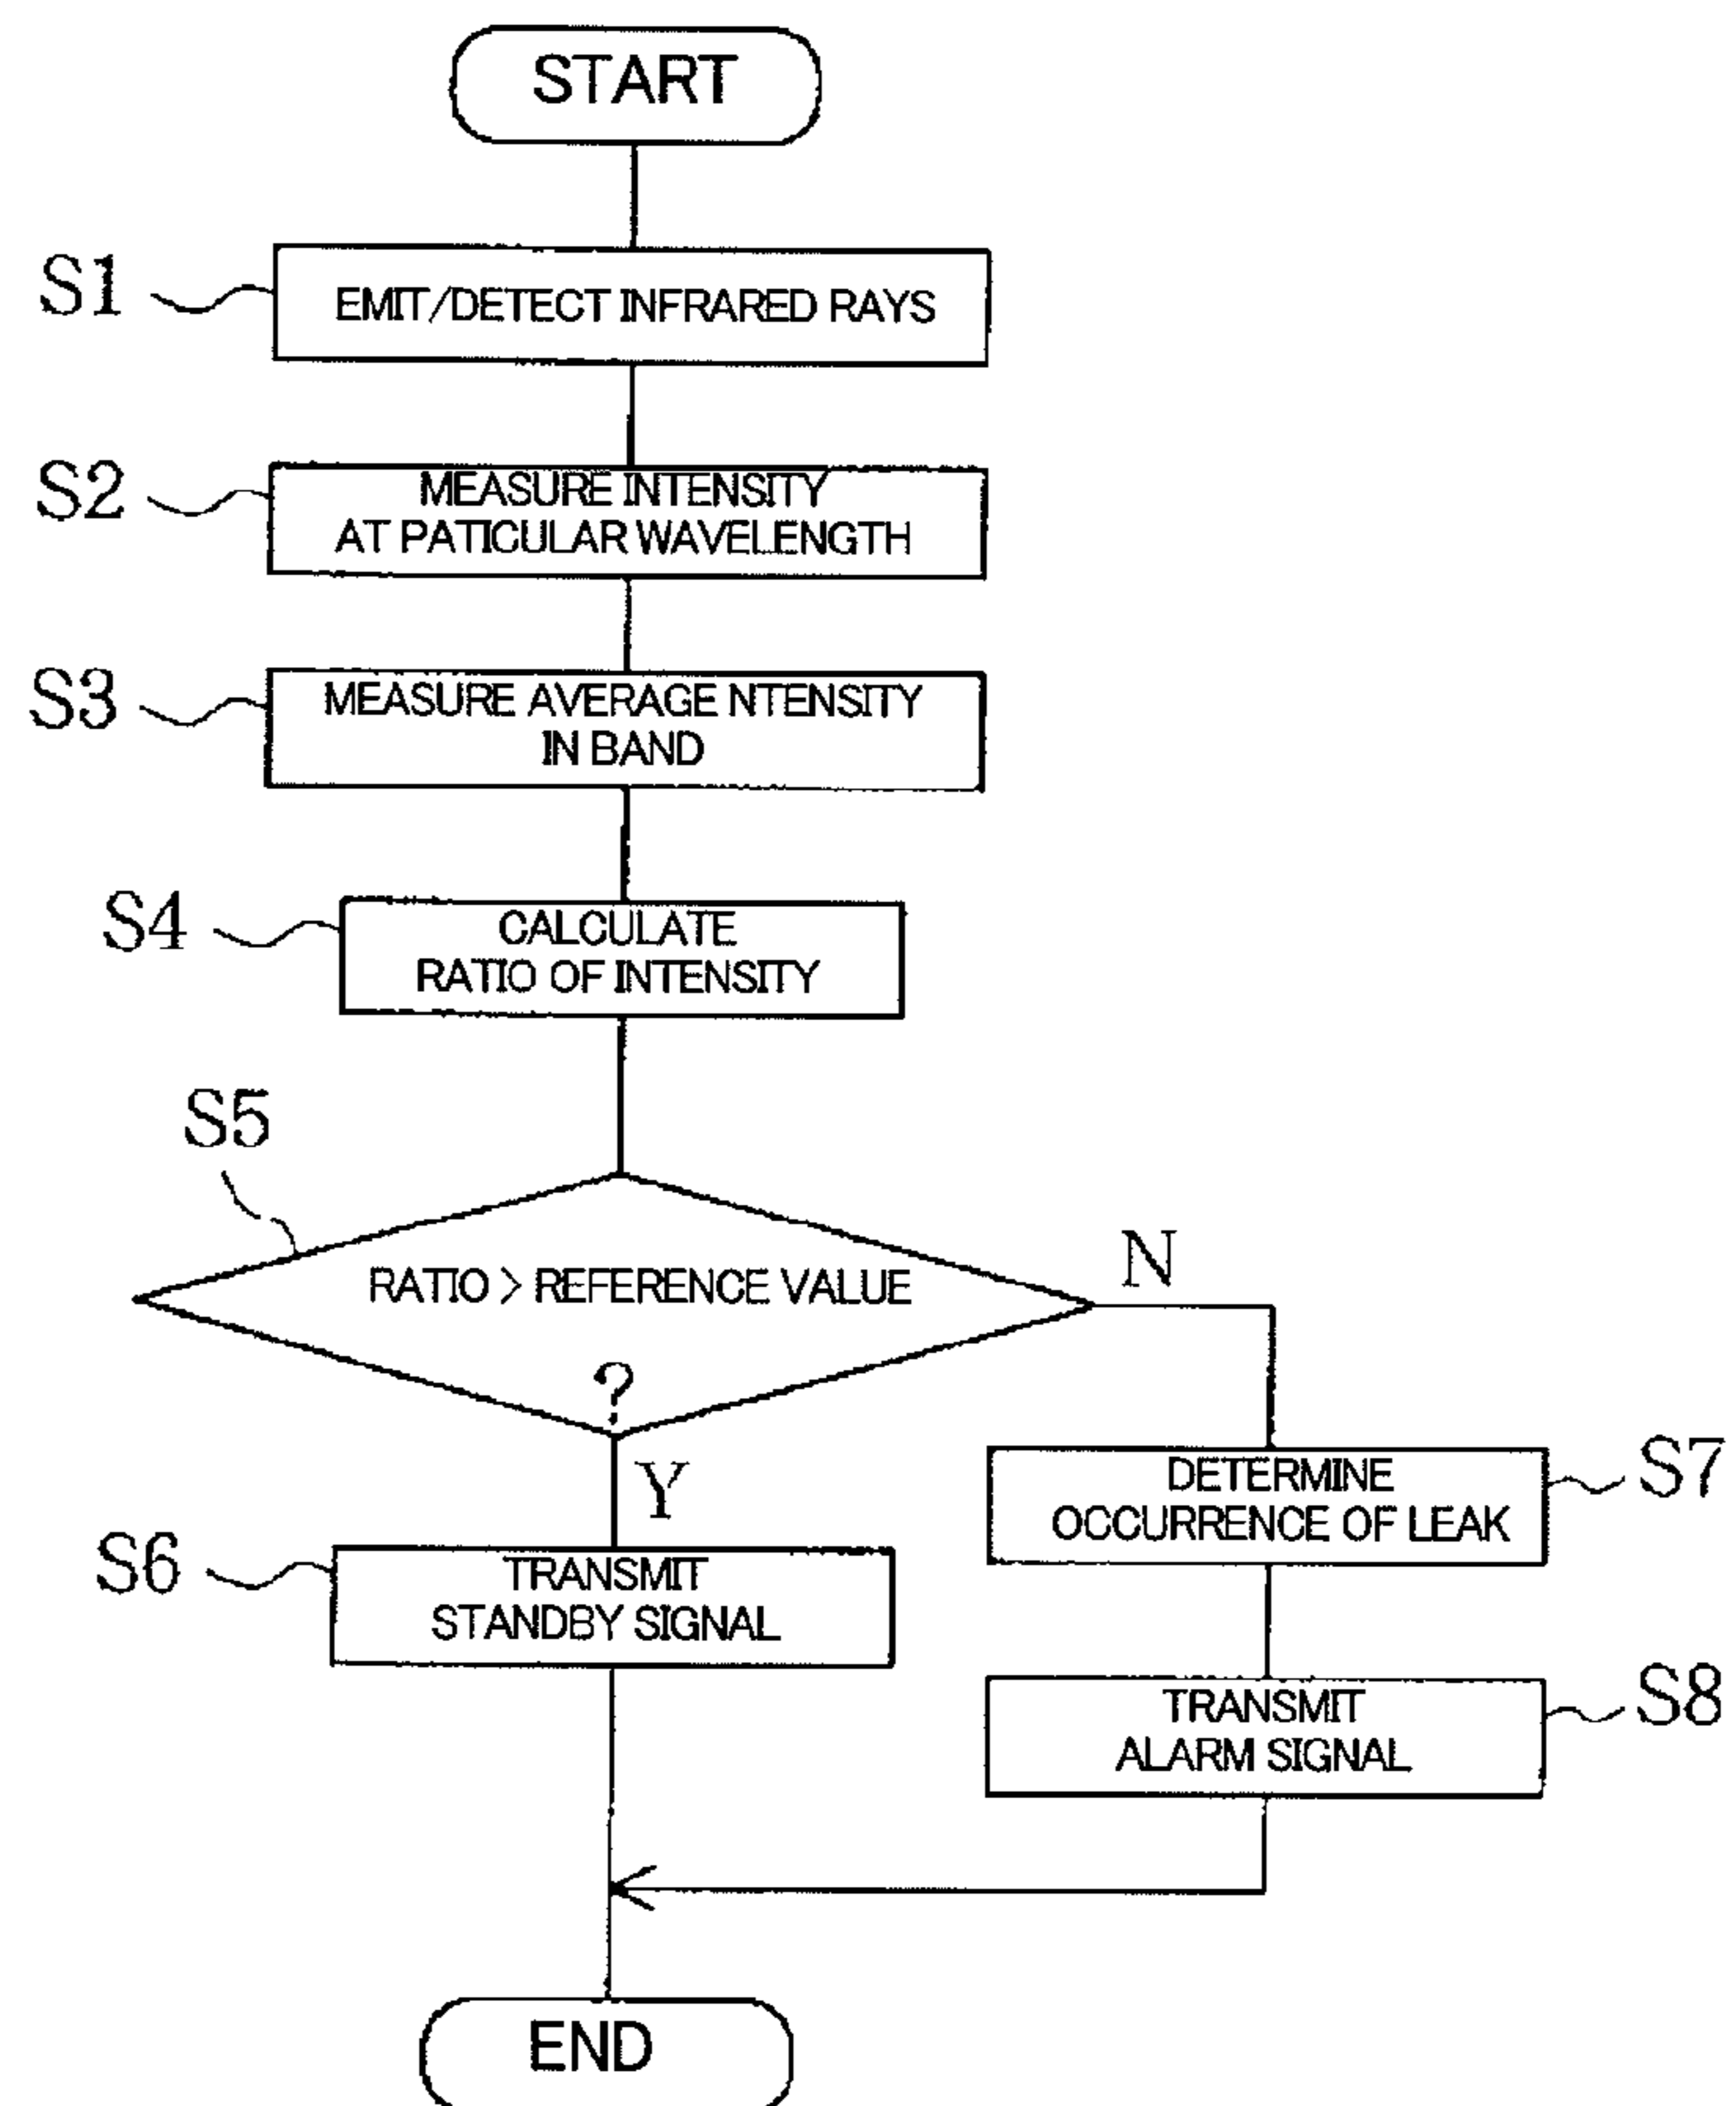 START
S1
EMIT/DETECT INFRARED RAYS
S2
MEASURE INTENSITY
AT PATICULAR WAVELENGTH
S3
MEASURE AVERAGE NTENSITY
IN BAND
S4
CALCULATE
RATIO OF INTENSITY
S5
RATIO > REFERENCE VALUE
?
N
Y
S6
TRANSMIT
STANDBY SIGNAL
S7
DETERMINE
OCCURRENCE OF LEAK
S8
TRANSMIT
ALARM SIGNAL
END